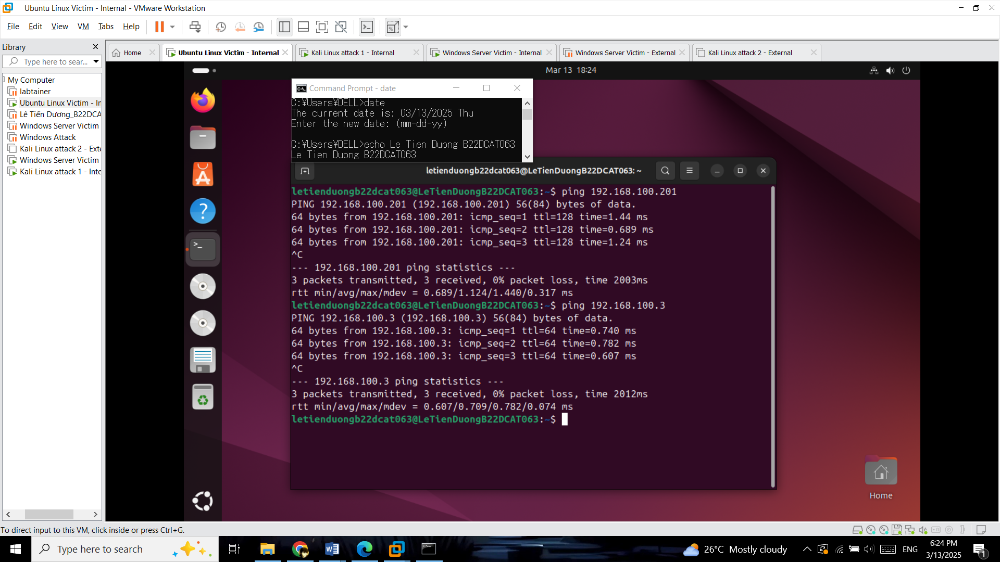 Ubuntu Linux Victim - Internal - VMware Workstation
File Edit View VM Tabs Help
Library
Type here to sear...
My Computer
labtainer
Ubuntu Linux Victim - In
Lê Tiến Dương_B22DCA
Windows Server Victim
Windows Attack
Kali Linux attack 2 - Exte
Windows Server Victim
Kali Linux attack 1 - Inte
Home
Ubuntu Linux Victim - Internal
Kali Linux attack 1 - Internal
Windows Server Victim - Internal
Windows Server Victim - External
Kali Linux attack 2 - External
Mar 13 18:24
Command Prompt - date
C:¥Users¥DELL>date
The current date is: 03/13/2025 Thu
Enter the new date: (mm-dd-yy)
C:¥Users¥DELL>echo Le Tien Duong B22DCAT063
Le Tien Duong B22DCAT063
letienduongb22dcat063@LeTienDuongB22DCAT063: ~
letienduongb22dcat063@LeTienDuongB22DCAT063:~$ ping 192.168.100.201
PING 192.168.100.201 (192.168.100.201) 56(84) bytes of data.
64 bytes from 192.168.100.201: icmp_seq=1 ttl=128 time=1.44 ms
64 bytes from 192.168.100.201: icmp_seq=2 ttl=128 time=0.689 ms
64 bytes from 192.168.100.201: icmp_seq=3 ttl=128 time=1.24 ms
^C
--- 192.168.100.201 ping statistics ---
3 packets transmitted, 3 received, 0% packet loss, time 2003ms
rtt min/avg/max/mdev = 0.689/1.124/1.440/0.317 ms
letienduongb22dcat063@LeTienDuongB22DCAT063:~$ ping 192.168.100.3
PING 192.168.100.3 (192.168.100.3) 56(84) bytes of data.
64 bytes from 192.168.100.3: icmp_seq=1 ttl=64 time=0.740 ms
64 bytes from 192.168.100.3: icmp_seq=2 ttl=64 time=0.782 ms
64 bytes from 192.168.100.3: icmp_seq=3 ttl=64 time=0.607 ms
^C
--- 192.168.100.3 ping statistics ---
3 packets transmitted, 3 received, 0% packet loss, time 2012ms
rtt min/avg/max/mdev = 0.607/0.709/0.782/0.074 ms
letienduongb22dcat063@LeTienDuongB22DCAT063:~$
Home
To direct input to this VM, click inside or press Ctrl+G.
Type here to search
26°C Mostly cloudy
ENG
6:24 PM
3/13/2025
1